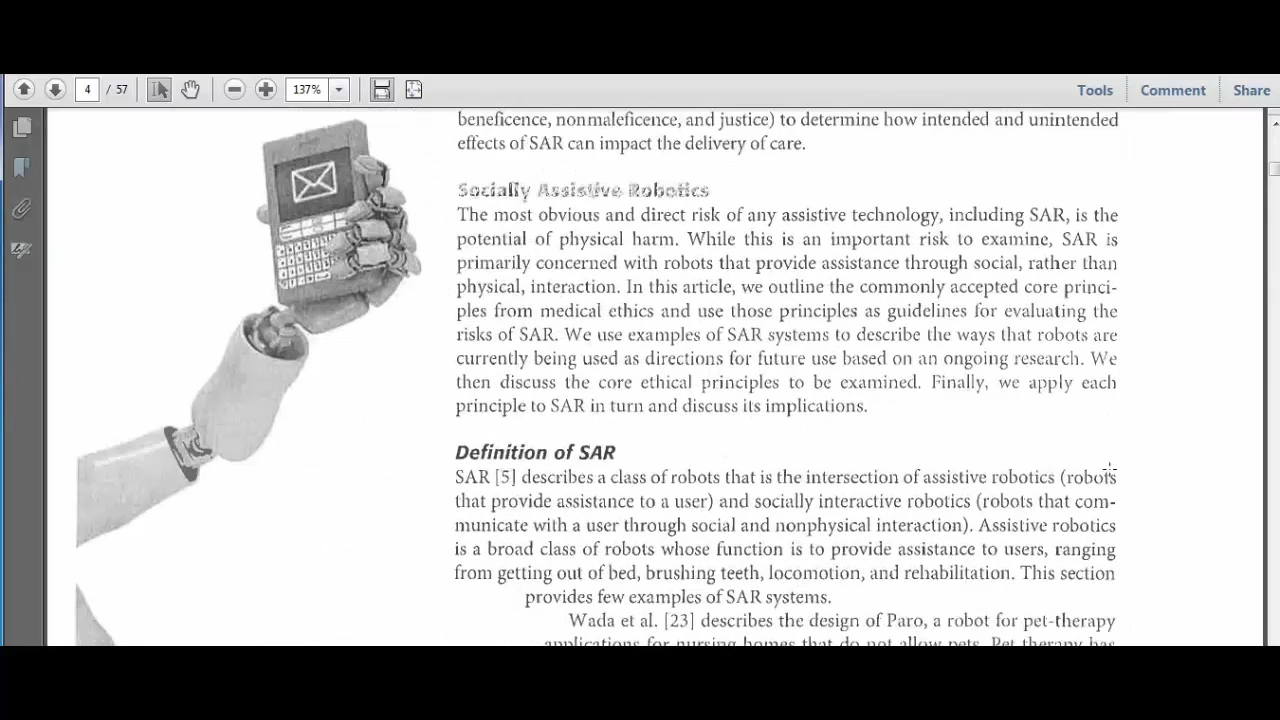 4 / 57 137% Tools Comment Share
beneficence, nonmaleficence, and justice) to determine how intended and unintended
effects of SAR can impact the delivery of care.
Socially Assistive Robotics
The most obvious and direct risk of any assistive technology, including SAR, is the
potential of physical harm. While this is an important risk to examine, SAR is
primarily concerned with robots that provide assistance through social, rather than
physical, interaction. In this article, we outline the commonly accepted core princi-
ples from medical ethics and use those principles as guidelines for evaluating the
risks of SAR. We use examples of SAR systems to describe the ways that robots are
currently being used as directions for future use based on an ongoing research. We
then discuss the core ethical principles to be examined. Finally, we apply each
principle to SAR in turn and discuss its implications.
Definition of SAR
SAR [5] describes a class of robots that is the intersection of assistive robotics (robots
that provide assistance to a user) and socially interactive robotics (robots that com-
municate with a user through social and nonphysical interaction). Assistive robotics
is a broad class of robots whose function is to provide assistance to users, ranging
from getting out of bed, brushing teeth, locomotion, and rehabilitation. This section
provides few examples of SAR systems.
Wada et al. [23] describes the design of Paro, a robot for pet-therapy
applications for nursing homes that do not allow pets. Pet therapy has